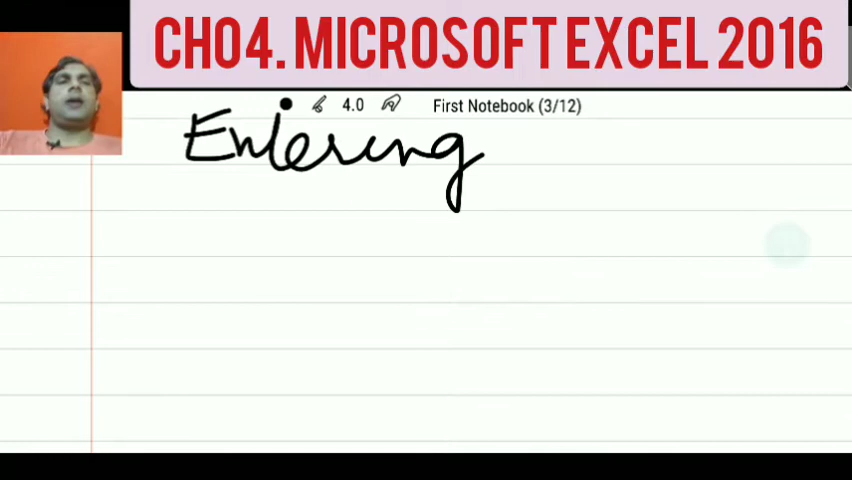 CH04. MICROSOFT EXCEL 2016
4.0 First Notebook (3/12)
Entering